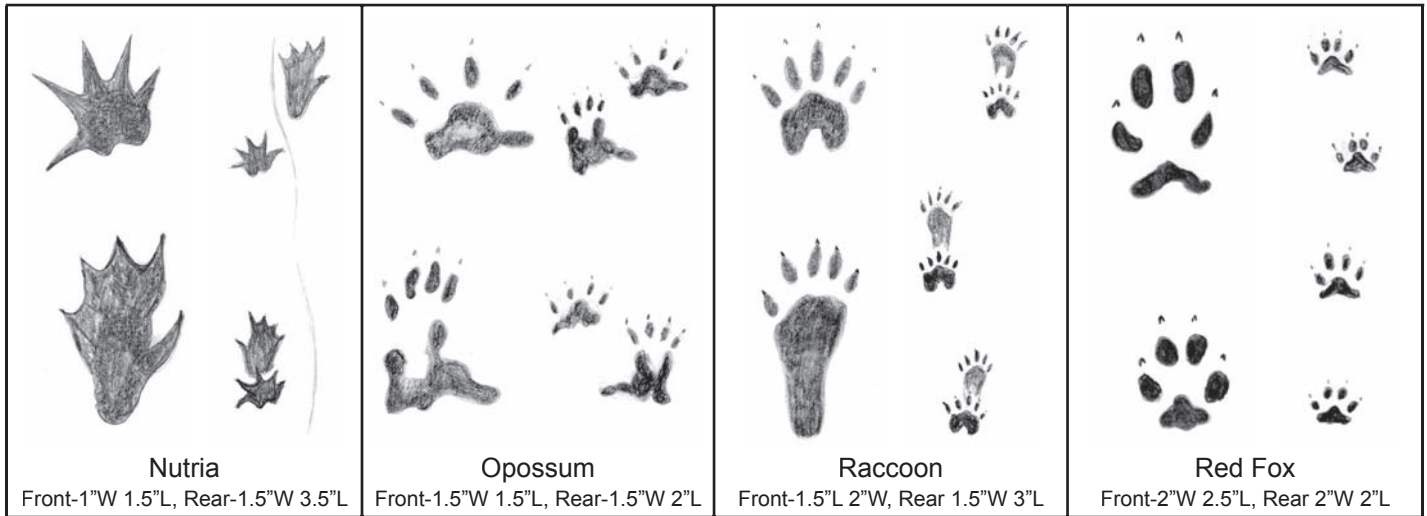 Nutria
Front-1”W 1.5”L, Rear-1.5”W 3.5”L
Opossum
Front-1.5”W 1.5”L, Rear-1.5”W 2”L
Raccoon
Front-1.5”L 2”W, Rear 1.5”W 3”L
Red Fox
Front-2”W 2.5”L, Rear 2”W 2”L